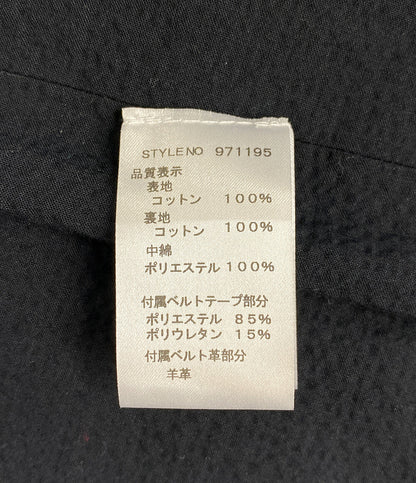 STYLE NO 971195
品質表示
表地
コットン 100%
裏地
コットン 100%
中綿
ポリエステル 100%
付属ベルトテープ部分
ポリエステル 85%
ポリウレタン 15%
付属ベルト革部分
羊革